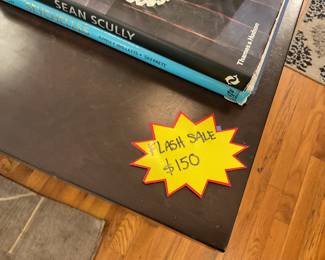 SEAN SCULLY
Thames & Hudson
FLASH SALE
$150